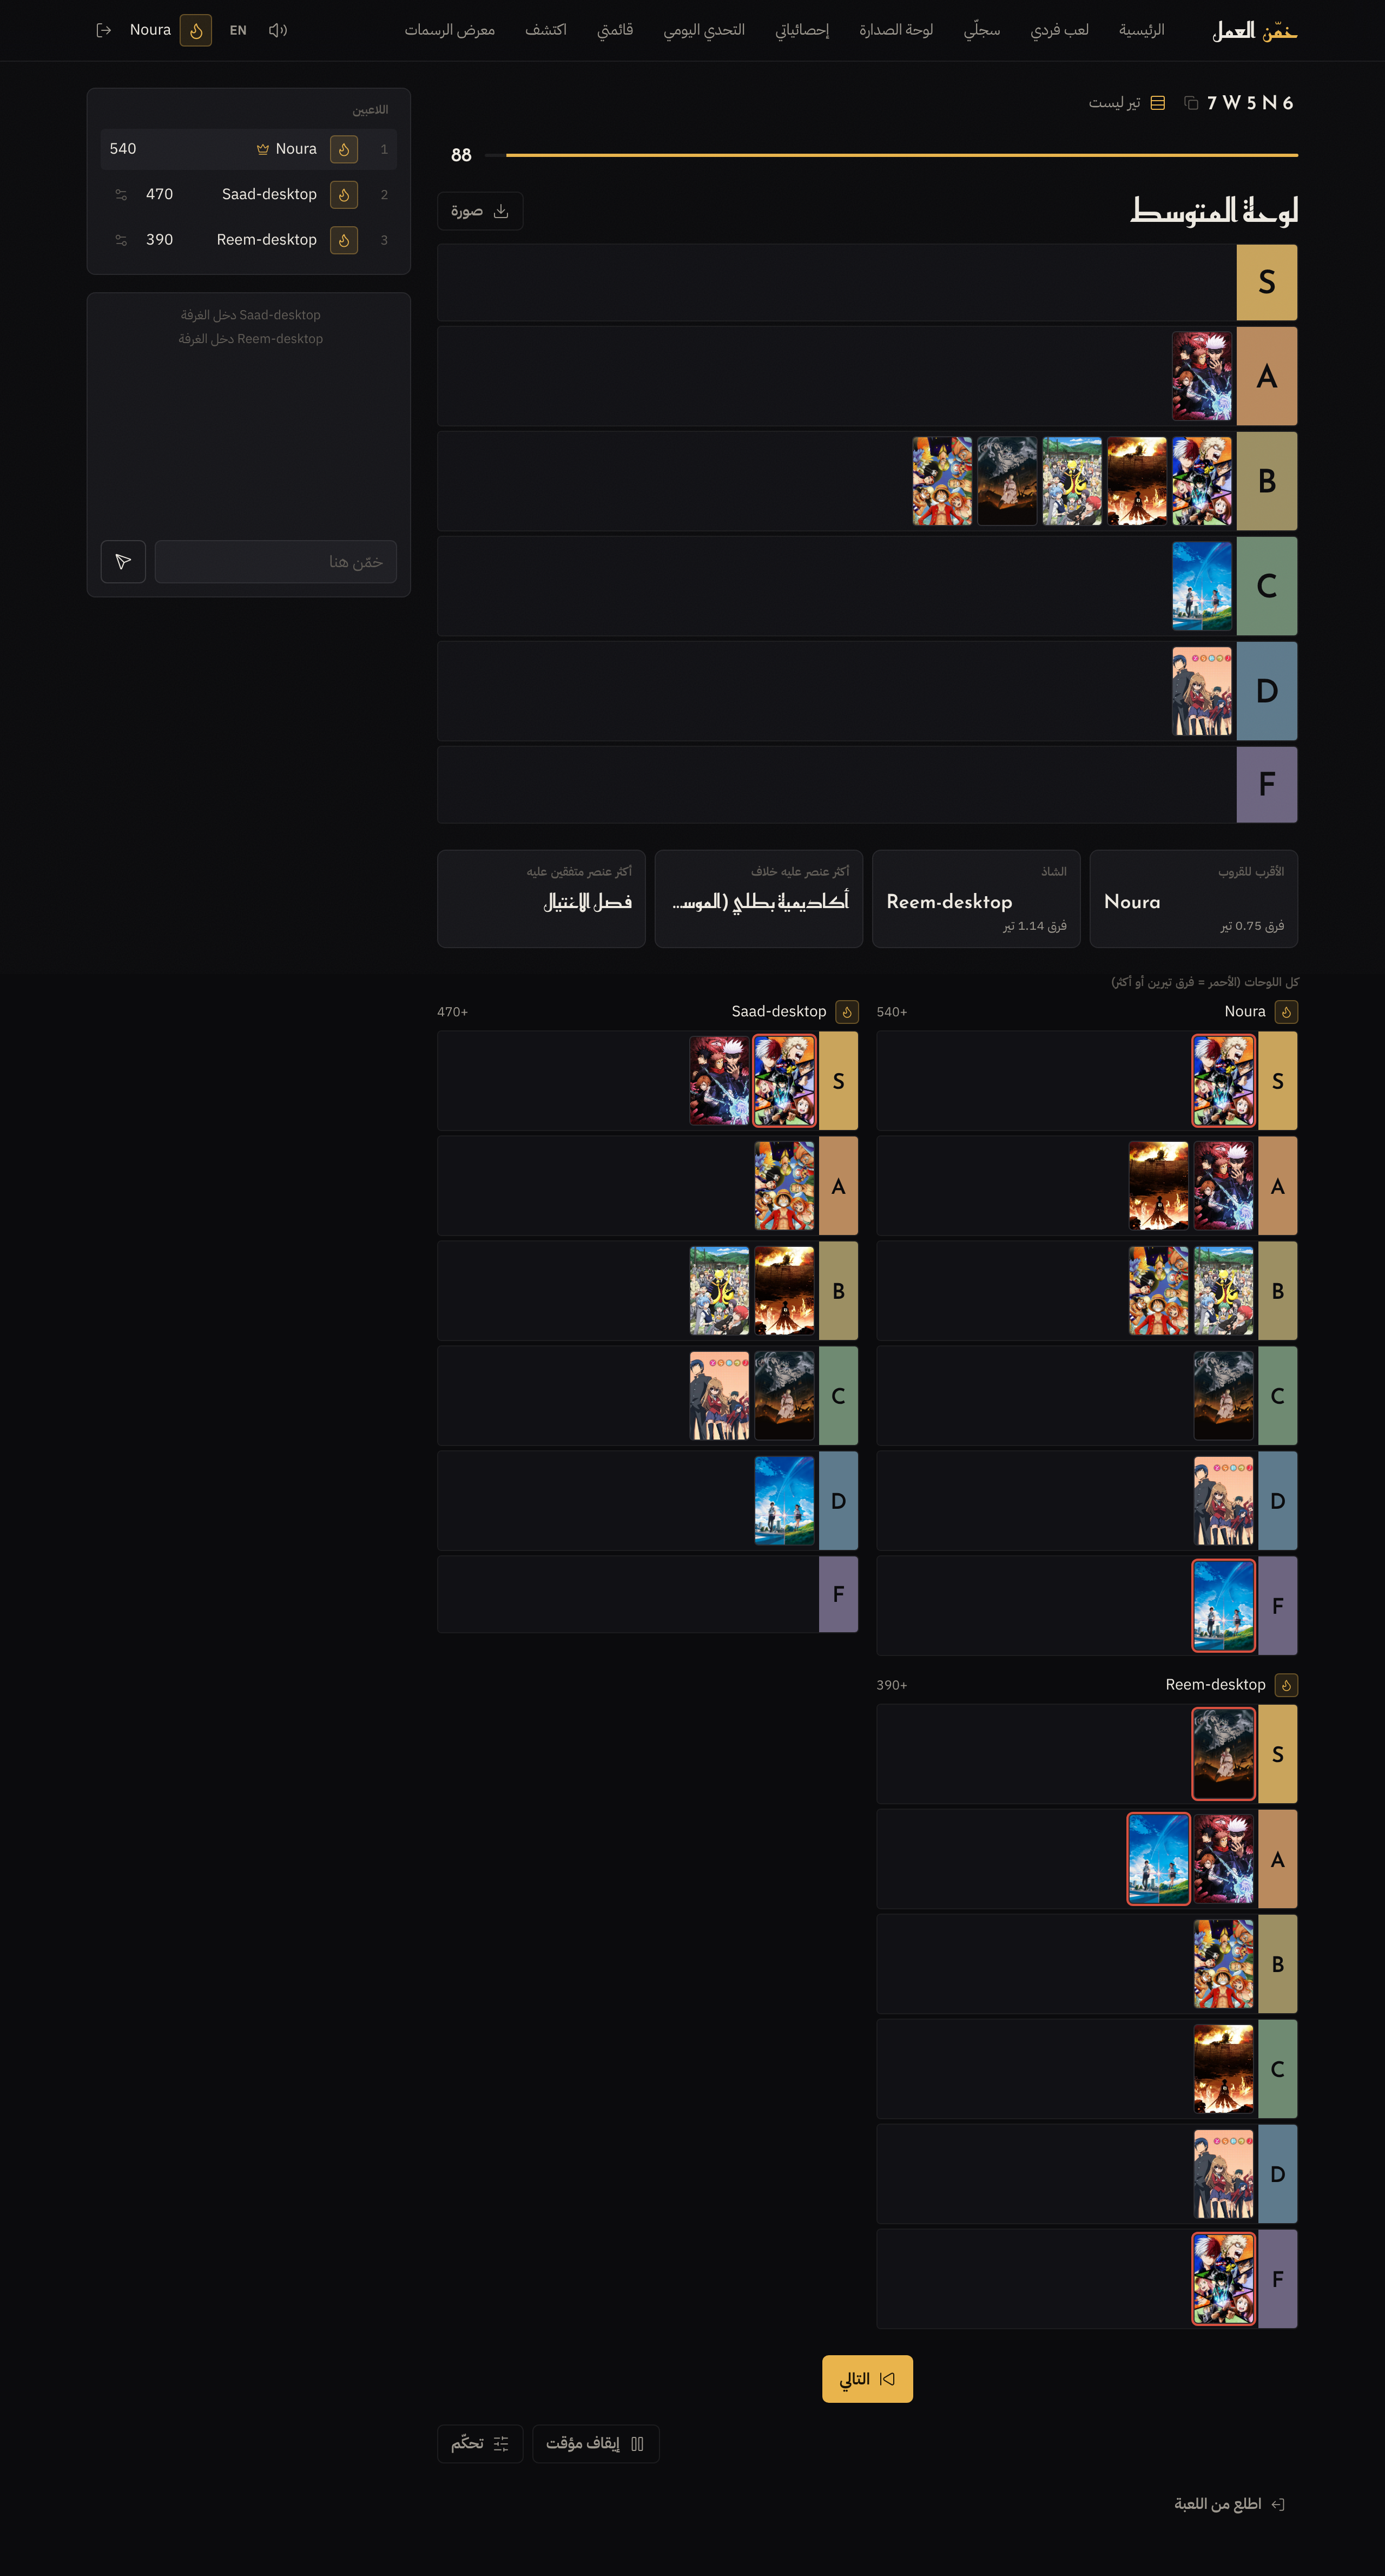 خمّن العمل
الرئيسية
لعب فردي
سجلّي
لوحة الصدارة
إحصائياتي
التحدي اليومي
قائمتي
اكتشف
معرض الرسمات
EN
Noura
7W5N6
تير ليست
88
لوحة المتوسط
صورة
S
A
B
C
D
F
الأقرب للقروب
Noura
فرق 0.75 تير
الشاذ
Reem-desktop
فرق 1.14 تير
أكثر عنصر عليه خلاف
أكاديمية بطلي (الموس...
أكثر عنصر متفقين عليه
فصل الاغتيال
كل اللوحات (الأحمر = فرق تيرين أو أكثر)
Noura
540+
S
A
B
C
D
F
Saad-desktop
470+
S
A
B
C
D
F
Reem-desktop
390+
S
A
B
C
D
F
التالي
إيقاف مؤقت
تحكّم
اطلع من اللعبة
اللاعبين
1 Noura 540
2 Saad-desktop 470
3 Reem-desktop 390
Saad-desktop دخل الغرفة
Reem-desktop دخل الغرفة
خمّن هنا